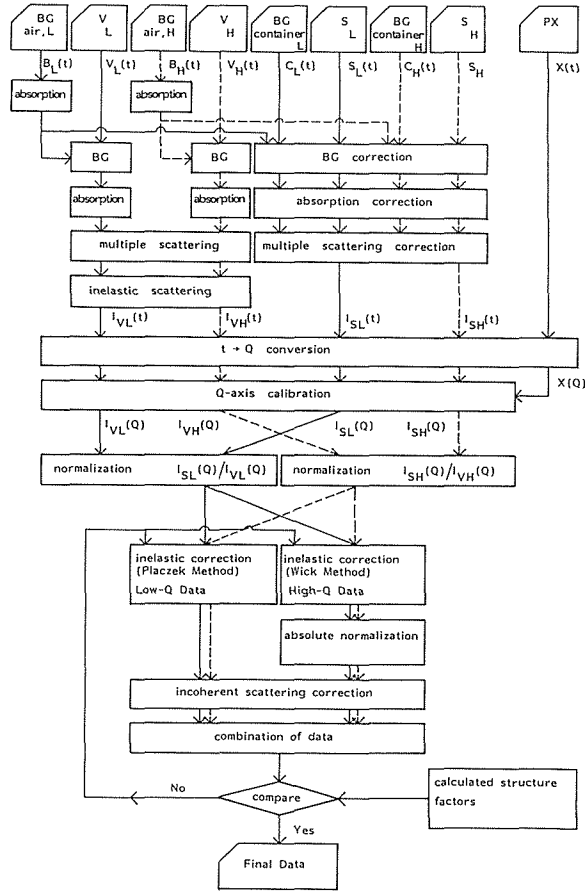 BG air,L
V L
BG air,H
V H
BG container L
S L
BG container H
S H
PX
B_L(t)
V_L(t)
B_H(t)
V_H(t)
C_L(t)
S_L(t)
C_H(t)
S_H
X(t)
absorption
absorption
BG
BG
BG correction
absorption
absorption
absorption correction
multiple scattering
multiple scattering correction
inelastic scattering
I_VL(t)
I_VH(t)
I_SL(t)
I_SH(t)
t → Q conversion
X(Q)
Q-axis calibration
I_VL(Q)
I_VH(Q)
I_SL(Q)
I_SH(Q)
normalization I_SL(Q)/I_VL(Q)
normalization I_SH(Q)/I_VH(Q)
inelastic correction
(Placzek Method)
Low-Q Data
inelastic correction
(Wick Method)
High-Q Data
absolute normalization
incoherent scattering correction
combination of data
No
compare
calculated structure
factors
Yes
Final Data